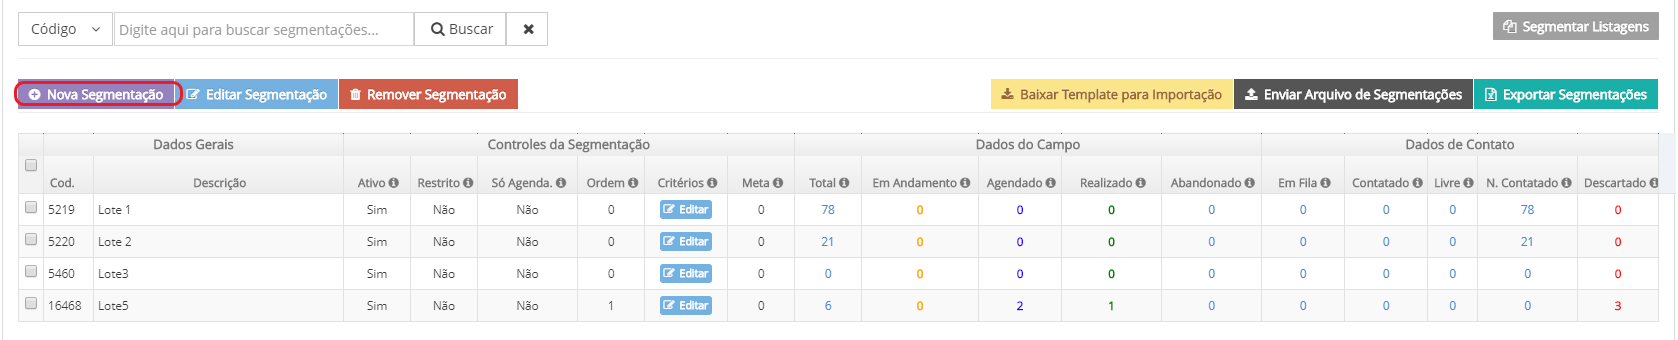 Código Digite aqui para buscar segmentações... Buscar Segmentar Listagens
Nova Segmentação Editar Segmentação Remover Segmentação Baixar Template para Importação Enviar Arquivo de Segmentações Exportar Segmentações
Dados Gerais Controles da Segmentação Dados do Campo Dados de Contato
Cod. Descrição Ativo Restrito Só Agenda. Ordem Critérios Meta Total Em Andamento Agendado Realizado Abandonado Em Fila Contatado Livre N. Contatado Descartado
5219 Lote 1 Sim Não Não 0 Editar 0 78 0 0 0 0 0 0 0 78 0
5220 Lote 2 Sim Não Não 0 Editar 0 21 0 0 0 0 0 0 0 21 0
5460 Lote3 Sim Não Não 0 Editar 0 0 0 0 0 0 0 0 0 0 0
16468 Lote5 Sim Não Não 1 Editar 0 6 0 2 1 0 0 0 0 0 3